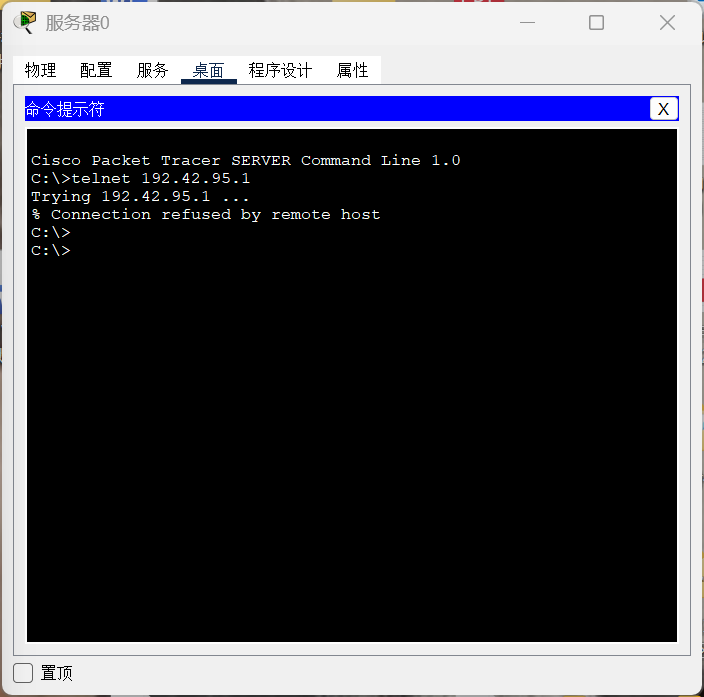 服务器0
物理 配置 服务 桌面 程序设计 属性
命令提示符
X
Cisco Packet Tracer SERVER Command Line 1.0
C:\>telnet 192.42.95.1
Trying 192.42.95.1 ...
% Connection refused by remote host
C:\>
C:\>
置顶